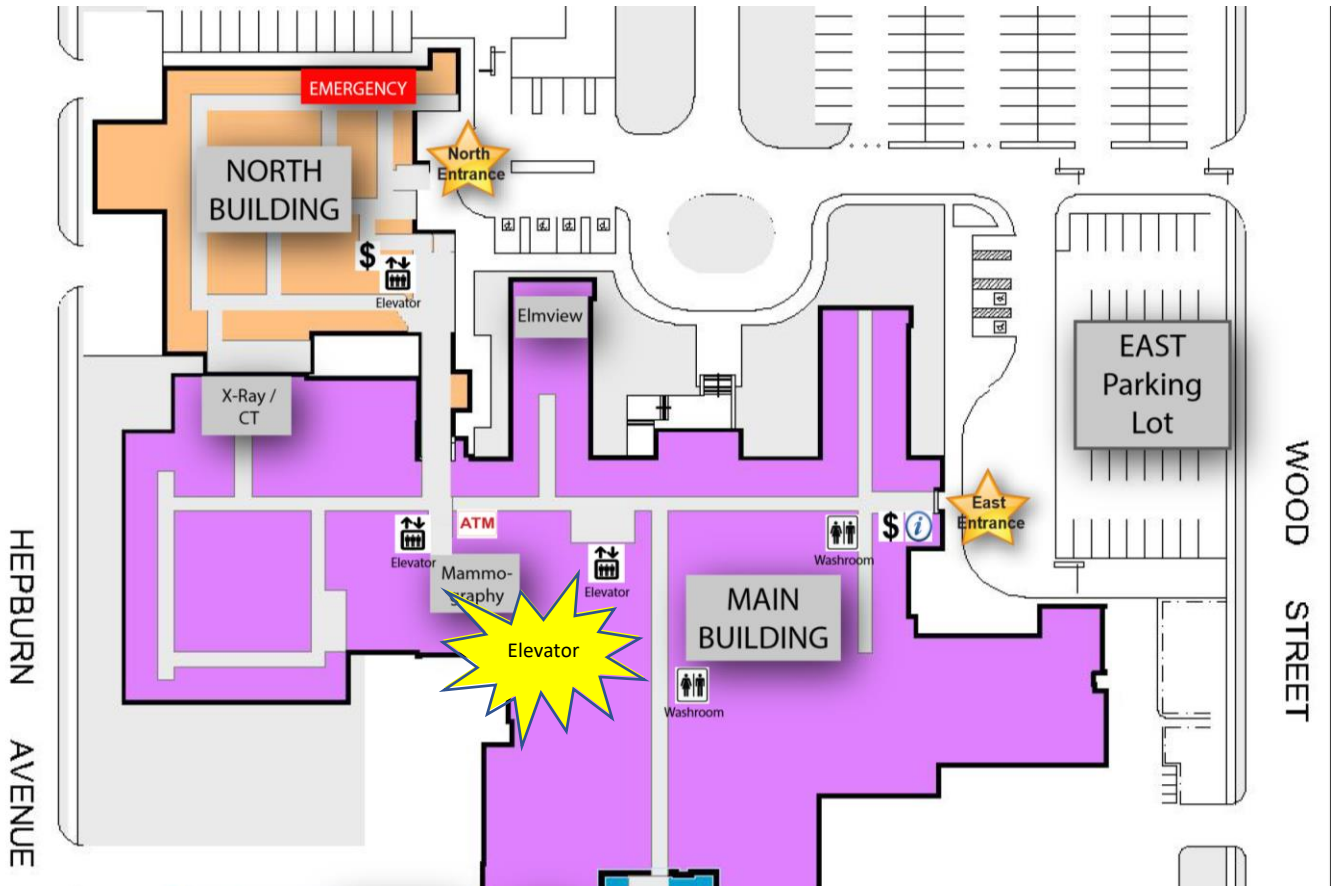 EMERGENCY
North
Entrance
NORTH
BUILDING
$
Elevator
Elmview
EAST
Parking
Lot
X-Ray /
CT
WOOD STREET
HEPBURN AVENUE
East
Entrance
ATM
$ i
Elevator
Washroom
Mammo-
graphy
Elevator
MAIN
BUILDING
Elevator
Washroom